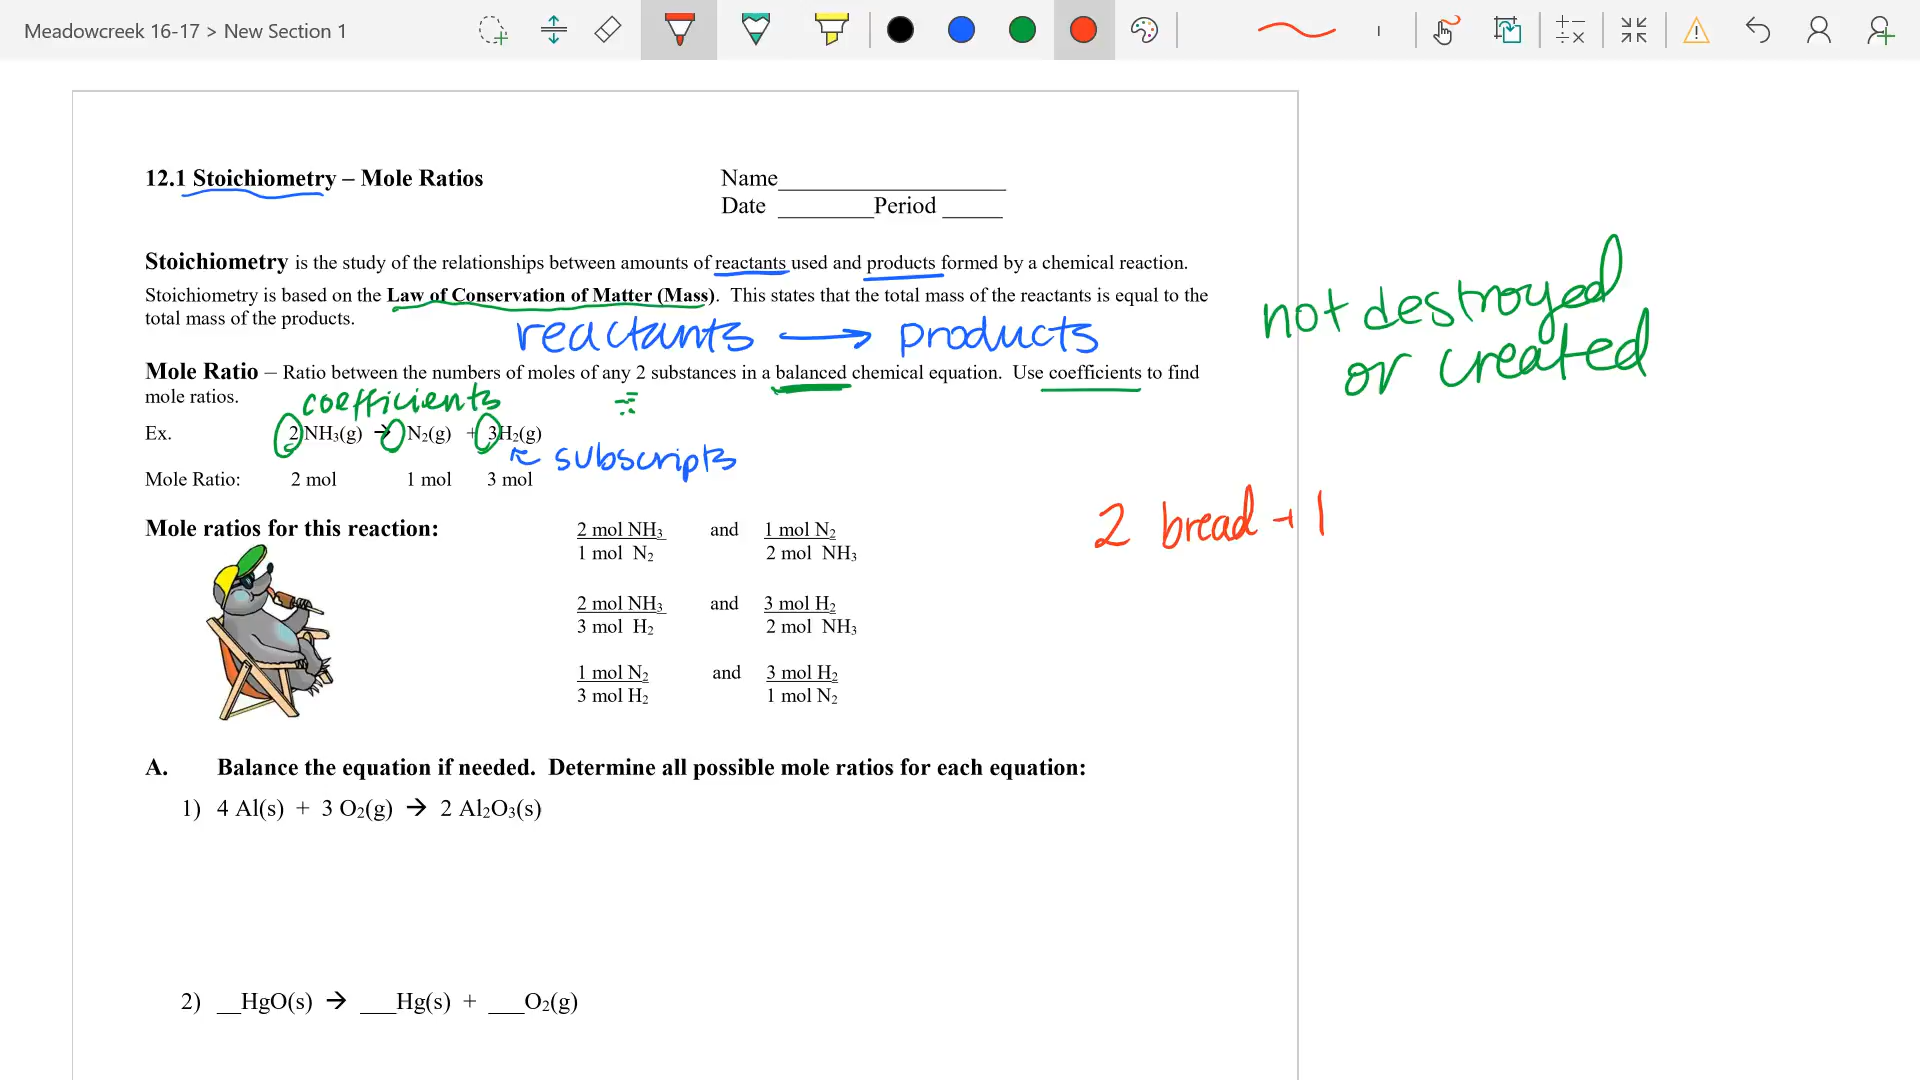 Meadowcreek 16-17 > New Section 1
12.1 Stoichiometry – Mole Ratios
Name___________________
Date ________Period _____
Stoichiometry is the study of the relationships between amounts of reactants used and products formed by a chemical reaction.
Stoichiometry is based on the Law of Conservation of Matter (Mass). This states that the total mass of the reactants is equal to the
total mass of the products.
reactants → products
not destroyed
or created
Mole Ratio – Ratio between the numbers of moles of any 2 substances in a balanced chemical equation. Use coefficients to find
mole ratios.
coefficients
Ex. 2NH₃(g) → N₂(g) + 3H₂(g)
subscripts
Mole Ratio: 2 mol 1 mol 3 mol
2 bread + 1
Mole ratios for this reaction: 2 mol NH₃ and 1 mol N₂
1 mol N₂ 2 mol NH₃
2 mol NH₃ and 3 mol H₂
3 mol H₂ 2 mol NH₃
1 mol N₂ and 3 mol H₂
3 mol H₂ 1 mol N₂
A. Balance the equation if needed. Determine all possible mole ratios for each equation:
1) 4 Al(s) + 3 O₂(g) → 2 Al₂O₃(s)
2) __HgO(s) → ___Hg(s) + ___O₂(g)